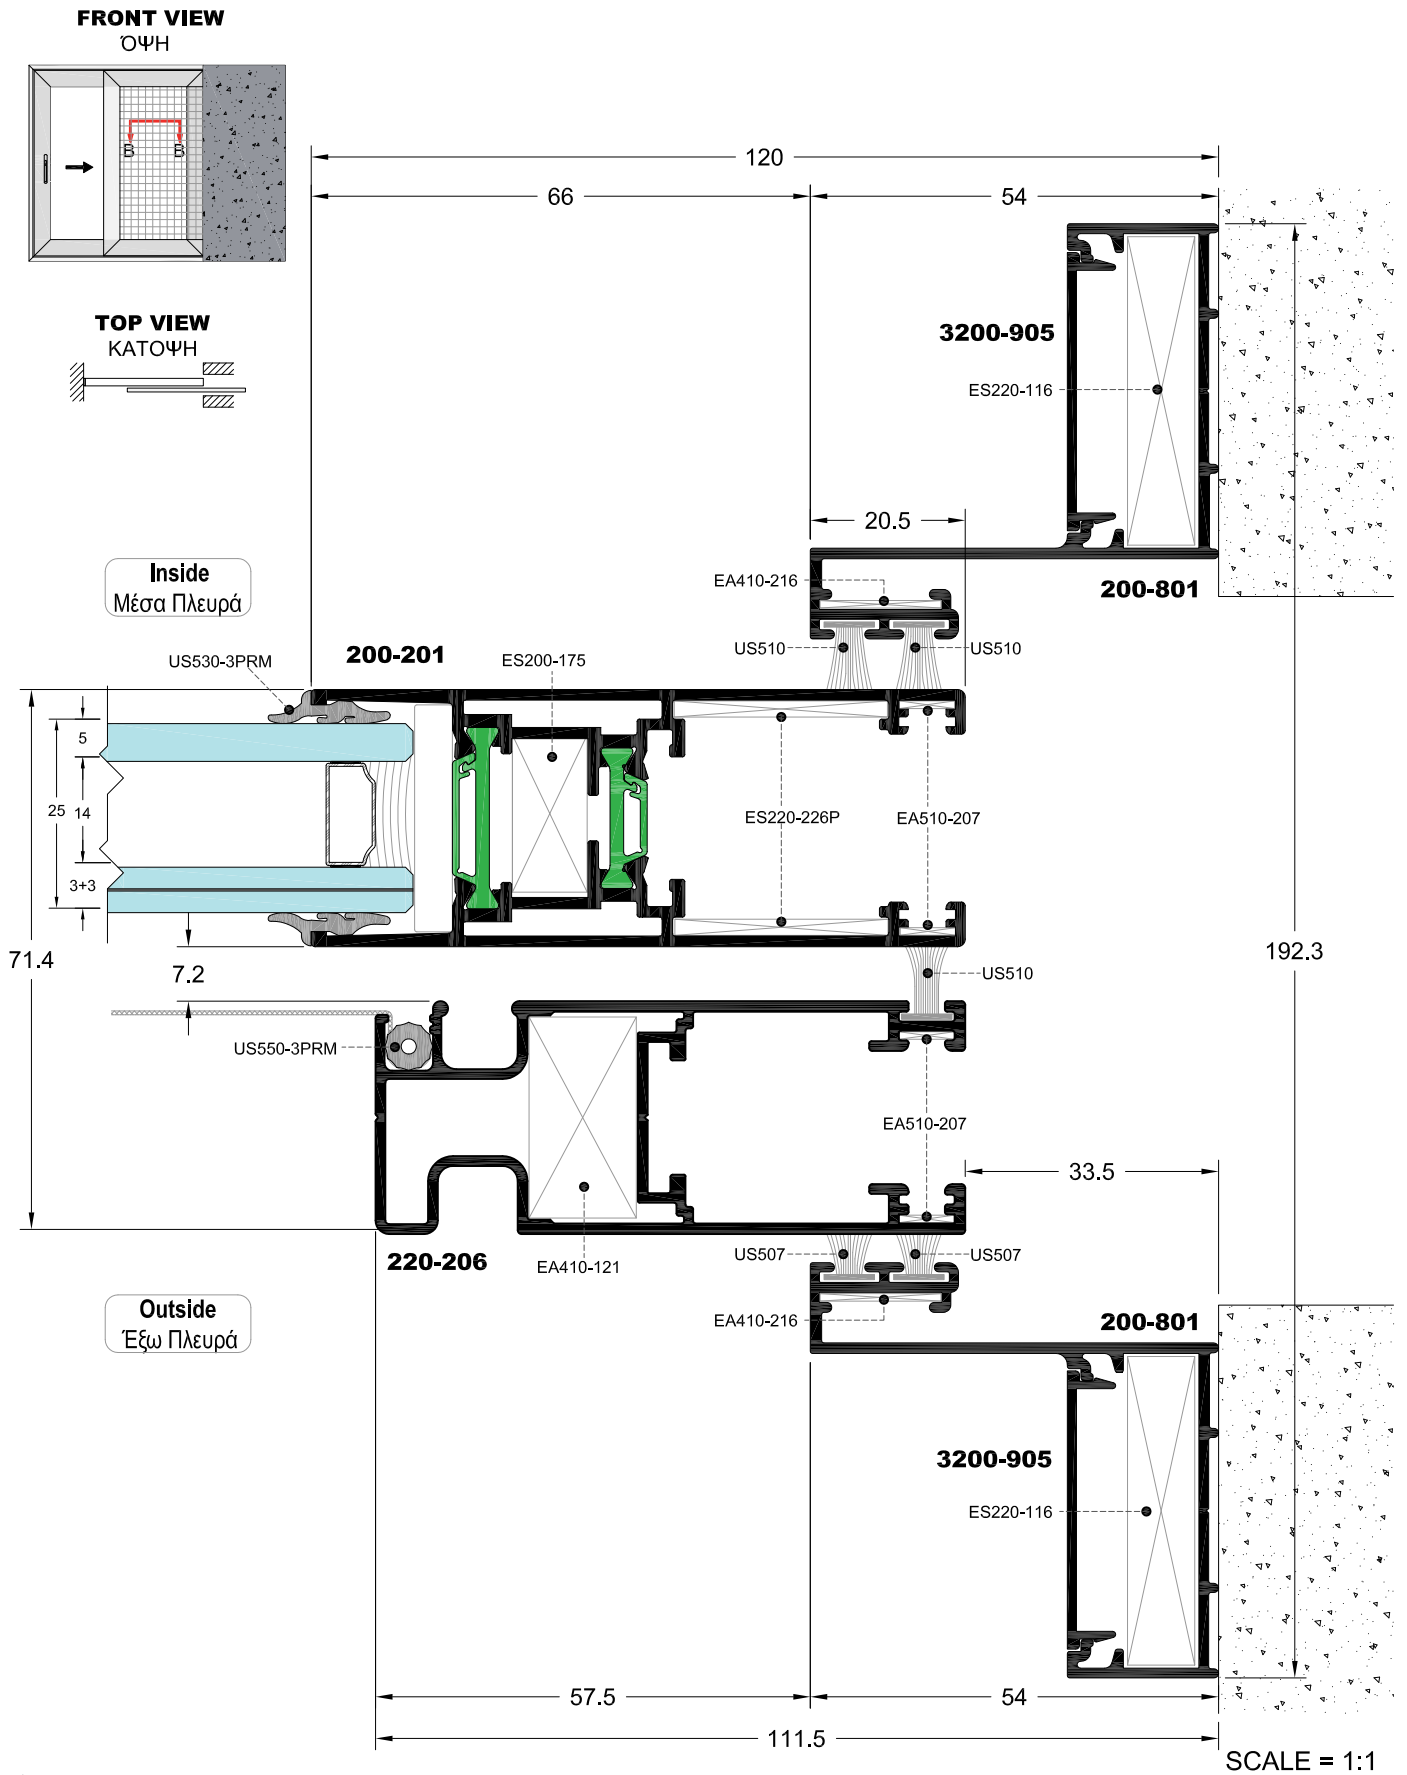 FRONT VIEW
ΌΨΗ
B B
TOP VIEW
ΚΑΤΟΨΗ
120
66
54
3200-905
ES220-116
20.5
Inside
Μέσα Πλευρά
EA410-216
200-801
US510
US510
US530-3PRM
200-201
ES200-175
5
25
14
ES220-226P
EA510-207
3+3
71.4
7.2
US510
192.3
US550-3PRM
EA510-207
33.5
220-206
EA410-121
US507
US507
Outside
Έξω Πλευρά
EA410-216
200-801
3200-905
ES220-116
57.5
54
111.5
SCALE = 1:1